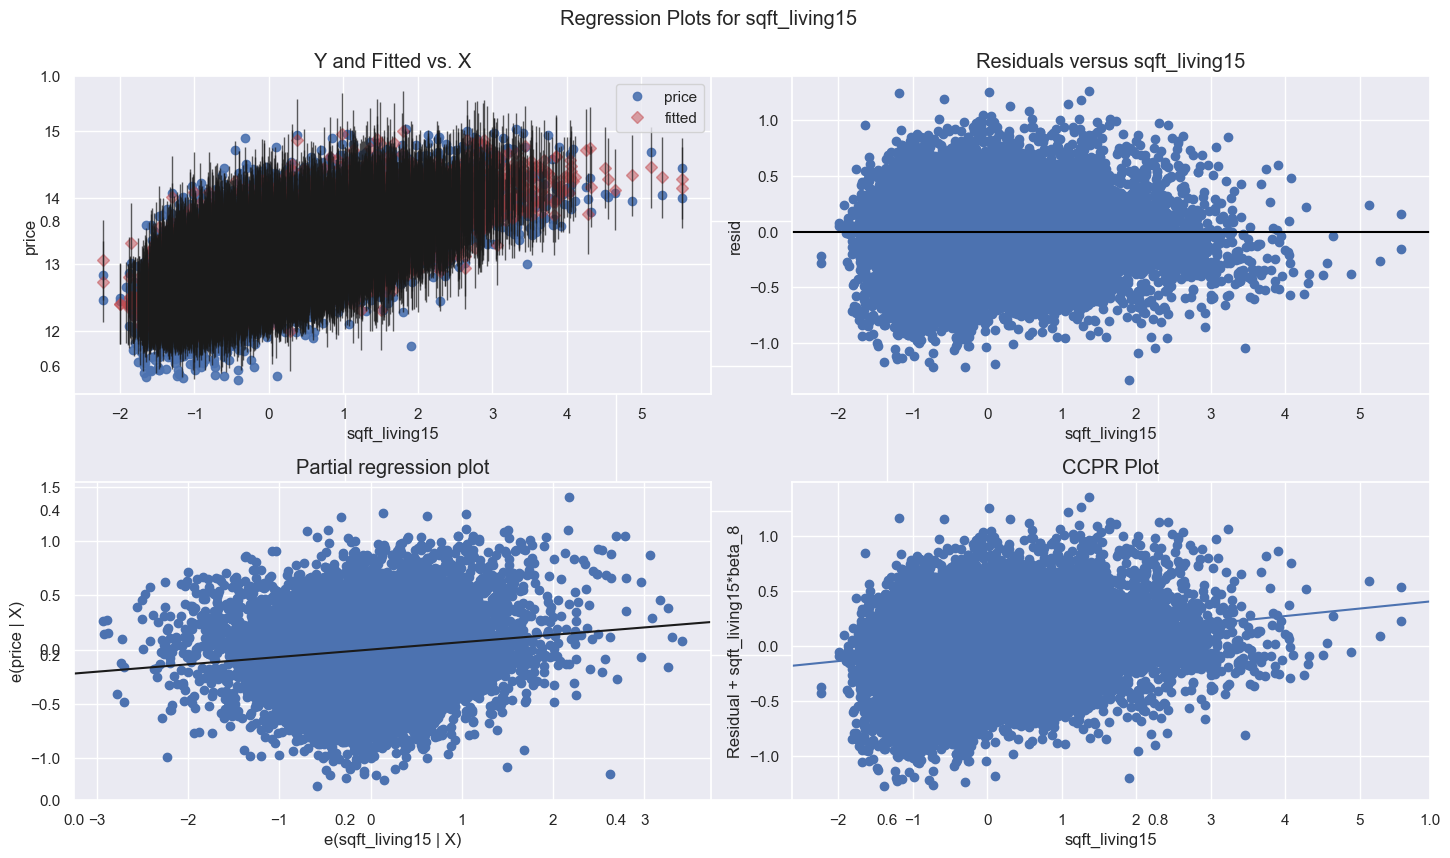 Regression Plots for sqft_living15
Y and Fitted vs. X
Residuals versus sqft_living15
1.0
15
14
0.8
13
12
0.6
price
price
fitted
−2 −1 0 1 2 3 4 5
sqft_living15
1.0
0.5
0.0
−0.5
−1.0
resid
−2 −1 0 1 2 3 4 5
sqft_living15
Partial regression plot
CCPR Plot
1.5
0.4
1.0
0.5
0.0
0.2
−0.5
−1.0
0.0
e(price | X)
0.0 −3 −2 −1 0.2 0 1 2 0.4 3
e(sqft_living15 | X)
1.0
0.5
0.0
−0.5
−1.0
Residual + sqft_living15*beta_8
−2 0.6 −1 0 1 2 0.8 3 4 5 1.0
sqft_living15